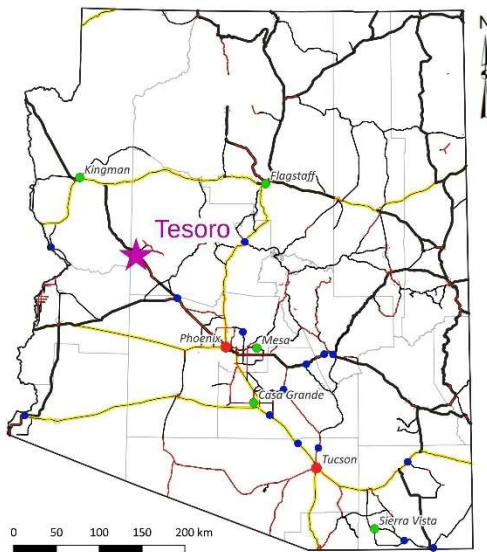 N
Kingman
Flagstaff
Tesoro
Phoenix
Mesa
Casa Grande
Tucson
Sierra Vista
0 50 100 150 200 km